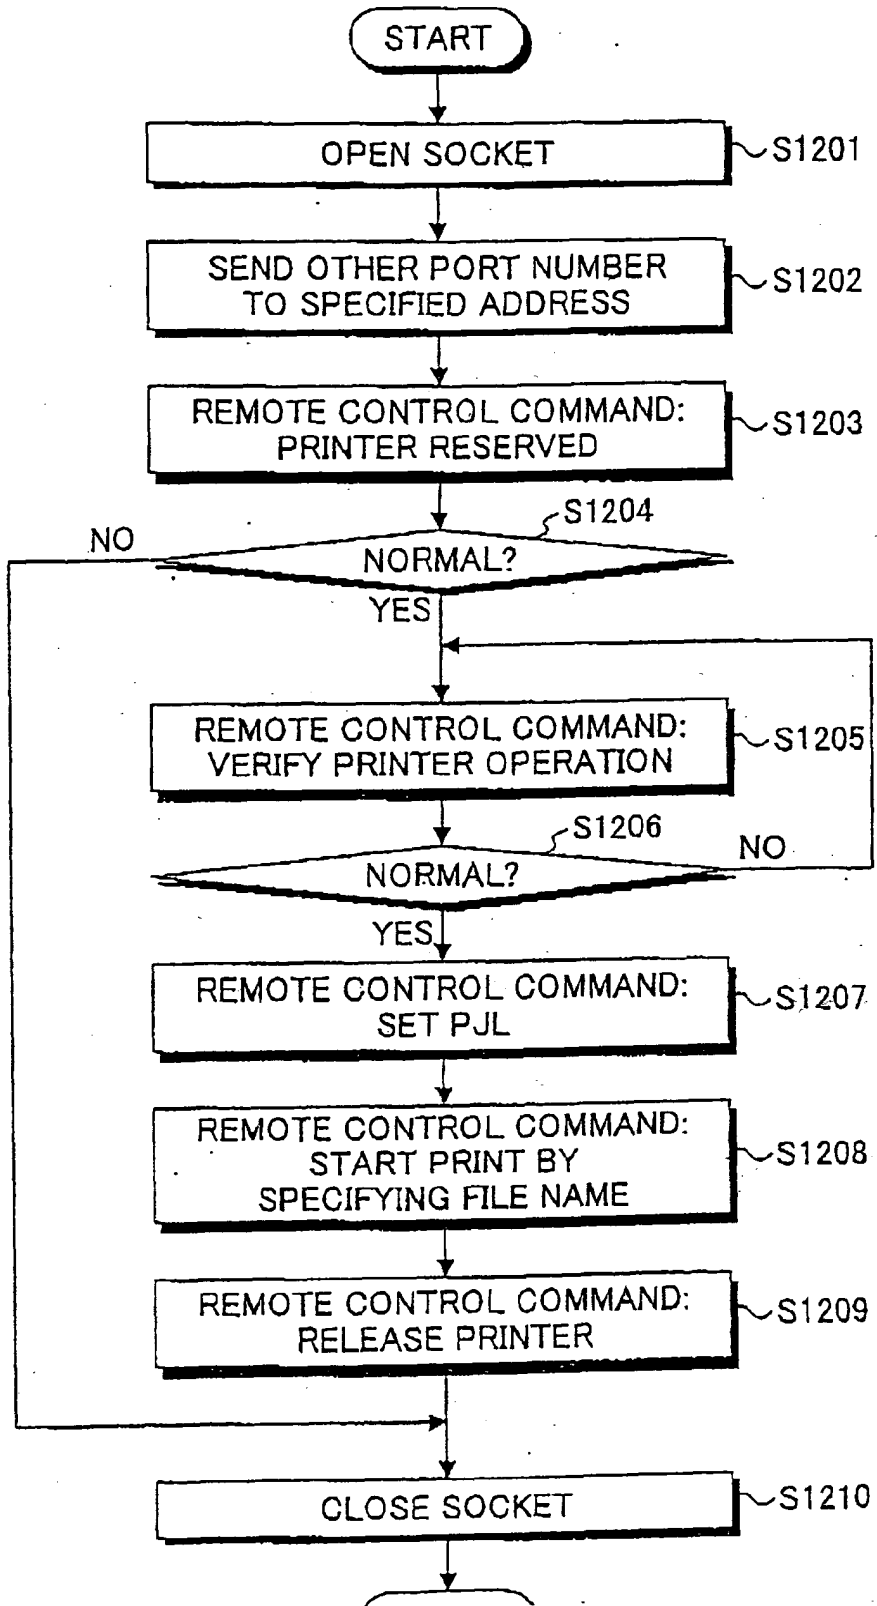 START
OPEN SOCKET
S1201
SEND OTHER PORT NUMBER
TO SPECIFIED ADDRESS
S1202
REMOTE CONTROL COMMAND:
PRINTER RESERVED
S1203
S1204
NO
NORMAL?
YES
REMOTE CONTROL COMMAND:
VERIFY PRINTER OPERATION
S1205
S1206
NO
NORMAL?
YES
REMOTE CONTROL COMMAND:
SET PJL
S1207
REMOTE CONTROL COMMAND:
START PRINT BY
SPECIFYING FILE NAME
S1208
REMOTE CONTROL COMMAND:
RELEASE PRINTER
S1209
CLOSE SOCKET
S1210